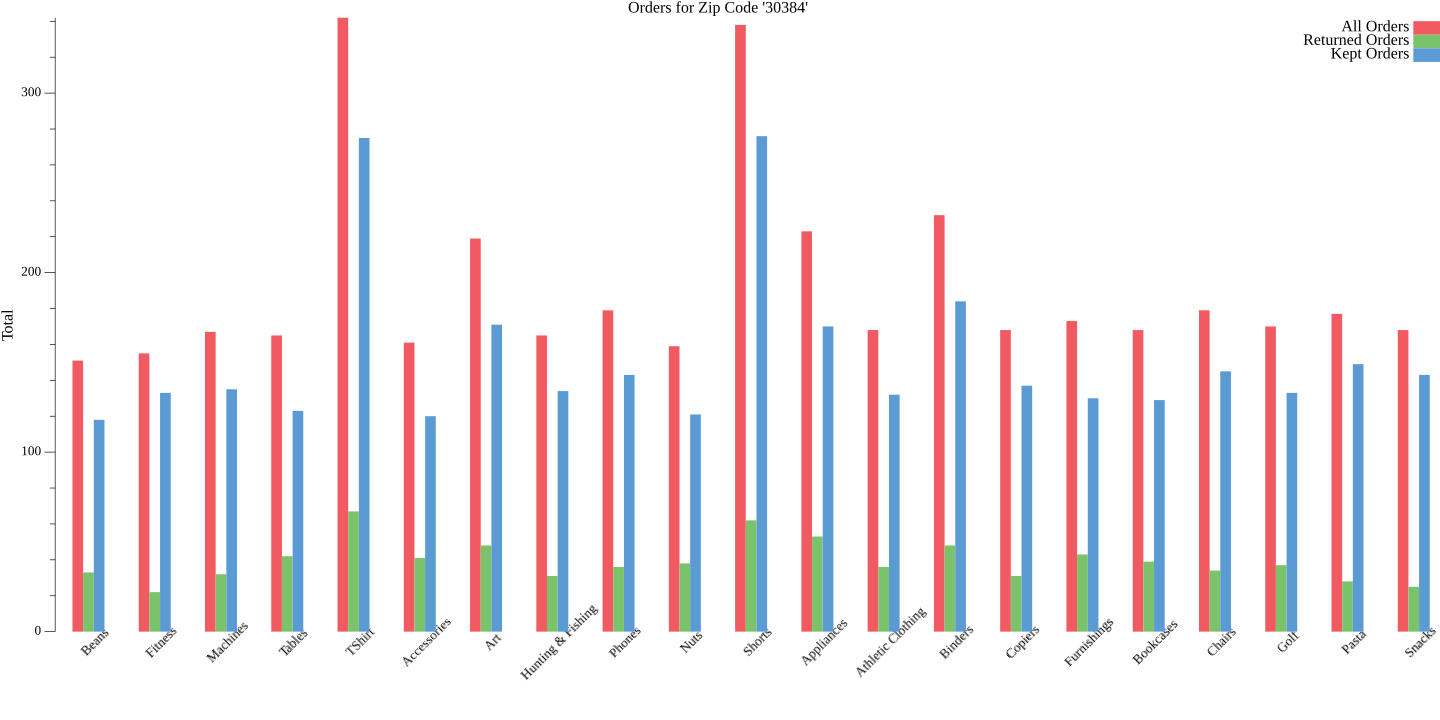 Orders for Zip Code '30384'
All Orders
Returned Orders
Kept Orders
Total
300
200
100
0
Beans
Fitness
Machines
Tables
TShirt
Accessories
Art
Hunting & Fishing
Phones
Nuts
Shorts
Appliances
Athletic Clothing
Binders
Copiers
Furnishings
Bookcases
Chairs
Golf
Pasta
Snacks